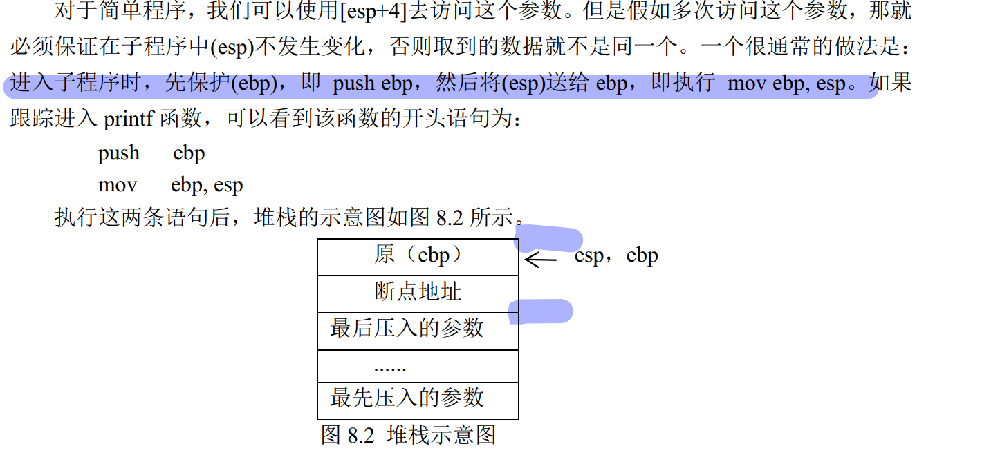 对于简单程序，我们可以使用[esp+4]去访问这个参数。但是假如多次访问这个参数，那就
必须保证在子程序中(esp)不发生变化，否则取到的数据就不是同一个。一个很通常的做法是：
进入子程序时，先保护(ebp)，即 push ebp，然后将(esp)送给 ebp，即执行 mov ebp, esp。如果
跟踪进入 printf 函数，可以看到该函数的开头语句为：
push ebp
mov ebp, esp
执行这两条语句后，堆栈的示意图如图 8.2 所示。
原（ebp）
esp，ebp
断点地址
最后压入的参数
......
最先压入的参数
图 8.2 堆栈示意图